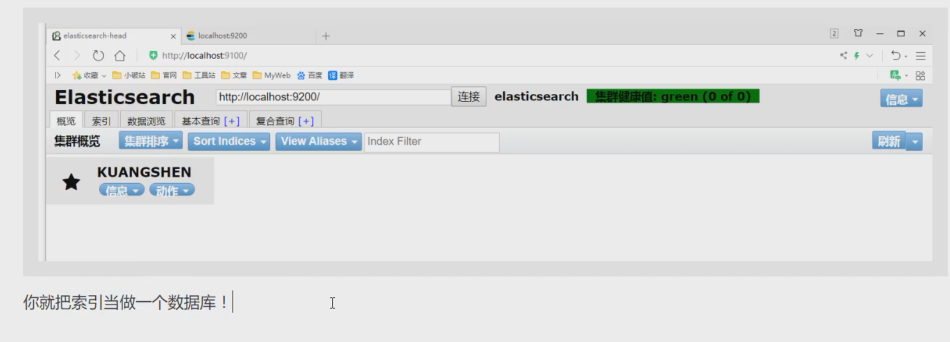 elasticsearch-head
localhost:9200
2
http://localhost:9100/
收藏
小破站
官网
工具站
文章
MyWeb
百度
翻译
Elasticsearch
http://localhost:9200/
连接
elasticsearch
集群健康值: green (0 of 0)
信息
概览
索引
数据浏览
基本查询 [+]
复合查询 [+]
集群概览
集群排序
Sort Indices
View Aliases
Index Filter
刷新
KUANGSHEN
信息
动作
你就把索引当做一个数据库！